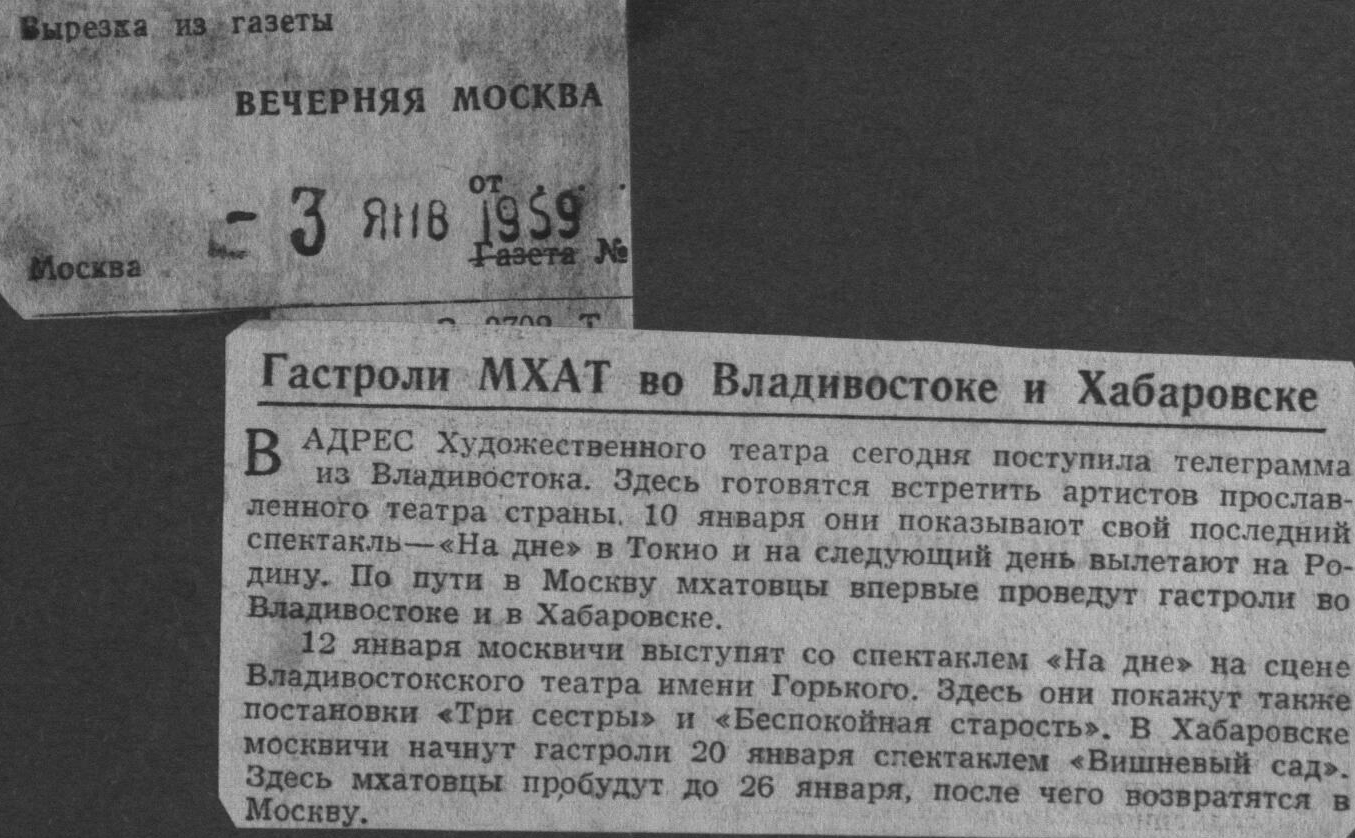 Вырезка из газеты
ВЕЧЕРНЯЯ МОСКВА
от . . .
- 3 ЯНВ 1959
Москва Газета №
Гастроли МХАТ во Владивостоке и Хабаровске
В АДРЕС Художественного театра сегодня поступила телеграмма
из Владивостока. Здесь готовятся встретить артистов прослав-
ленного театра страны. 10 января они показывают свой последний
спектакль—«На дне» в Токио и на следующий день вылетают на Ро-
дину. По пути в Москву мхатовцы впервые проведут гастроли во
Владивостоке и в Хабаровске.
12 января москвичи выступят со спектаклем «На дне» на сцене
Владивостокского театра имени Горького. Здесь они покажут также
постановки «Три сестры» и «Беспокойная старость». В Хабаровске
москвичи начнут гастроли 20 января спектаклем «Вишневый сад».
Здесь мхатовцы пробудут до 26 января, после чего возвратятся в
Москву.